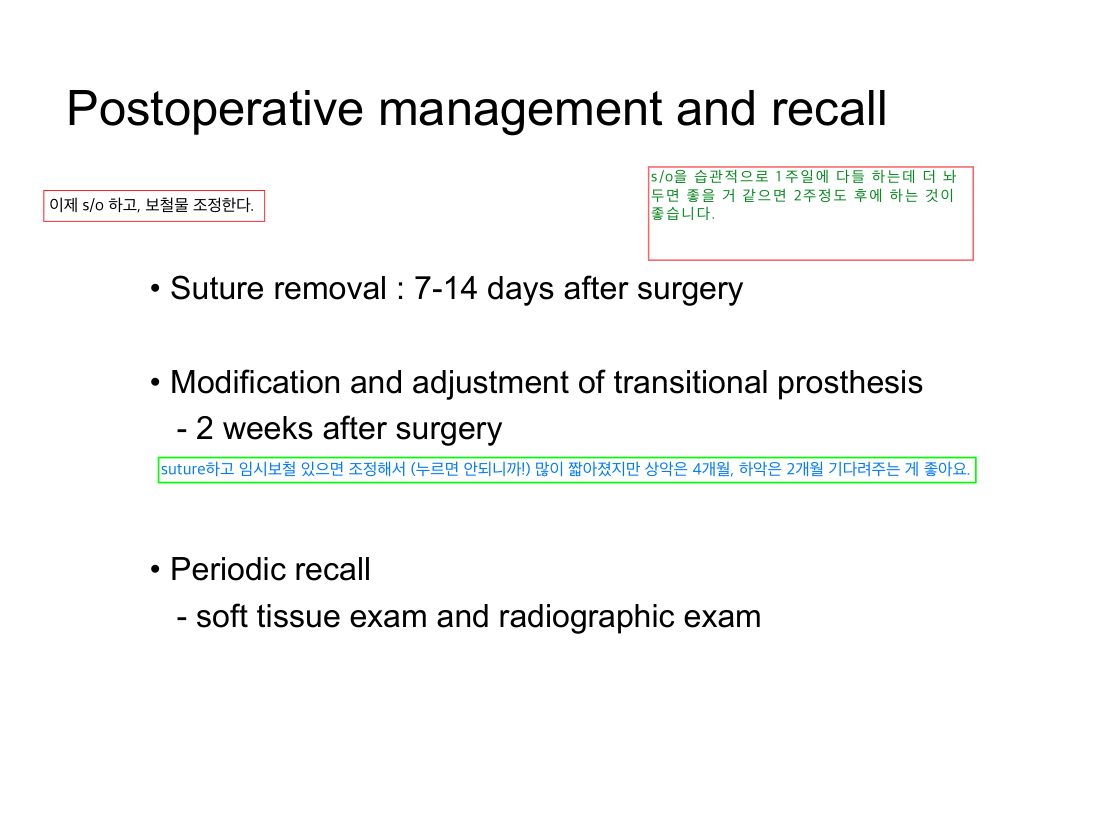 Postoperative management and recall
이제 s/o 하고, 보철물 조정한다.
s/o을 습관적으로 1주일에 다들 하는데 더 놔
두면 좋을 거 같으면 2주정도 후에 하는 것이
좋습니다.
• Suture removal : 7-14 days after surgery
• Modification and adjustment of transitional prosthesis
- 2 weeks after surgery
suture하고 임시보철 있으면 조정해서 (누르면 안되니까!) 많이 짧아졌지만 상악은 4개월, 하악은 2개월 기다려주는 게 좋아요.
• Periodic recall
- soft tissue exam and radiographic exam